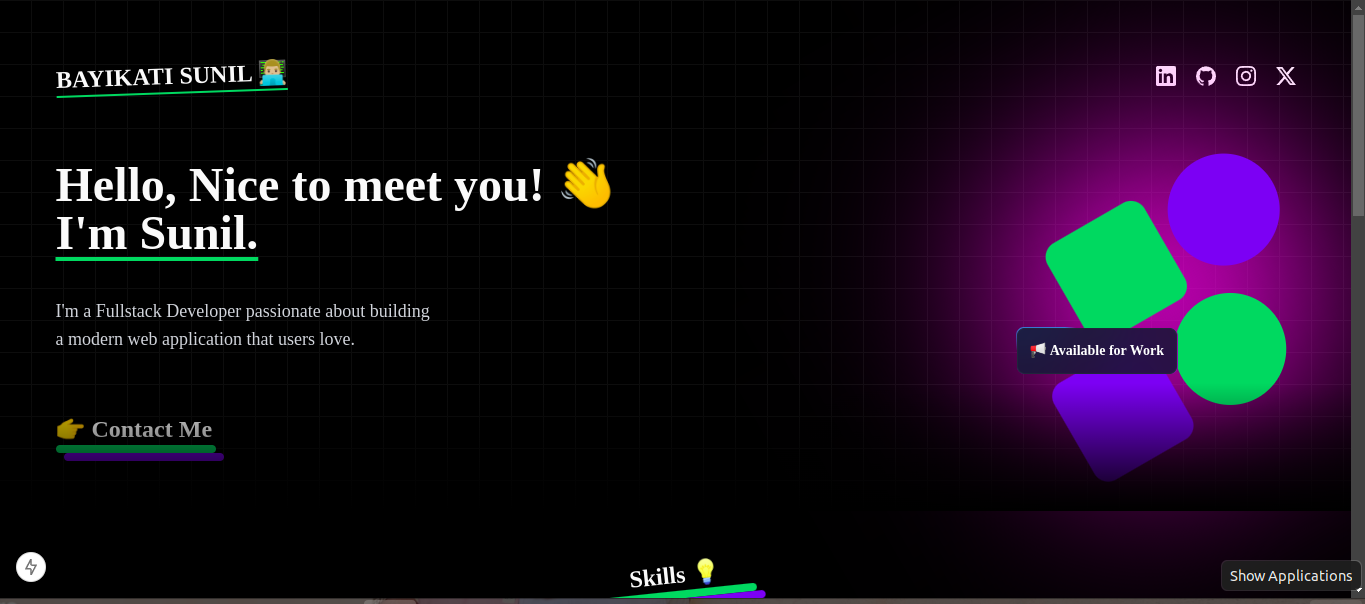 BAYIKATI SUNIL 👨🏼‍💻
Hello, Nice to meet you! 👋
I'm Sunil.
I'm a Fullstack Developer passionate about building
a modern web application that users love.
📢 Available for Work
👉 Contact Me
Skills 💡
Show Applications